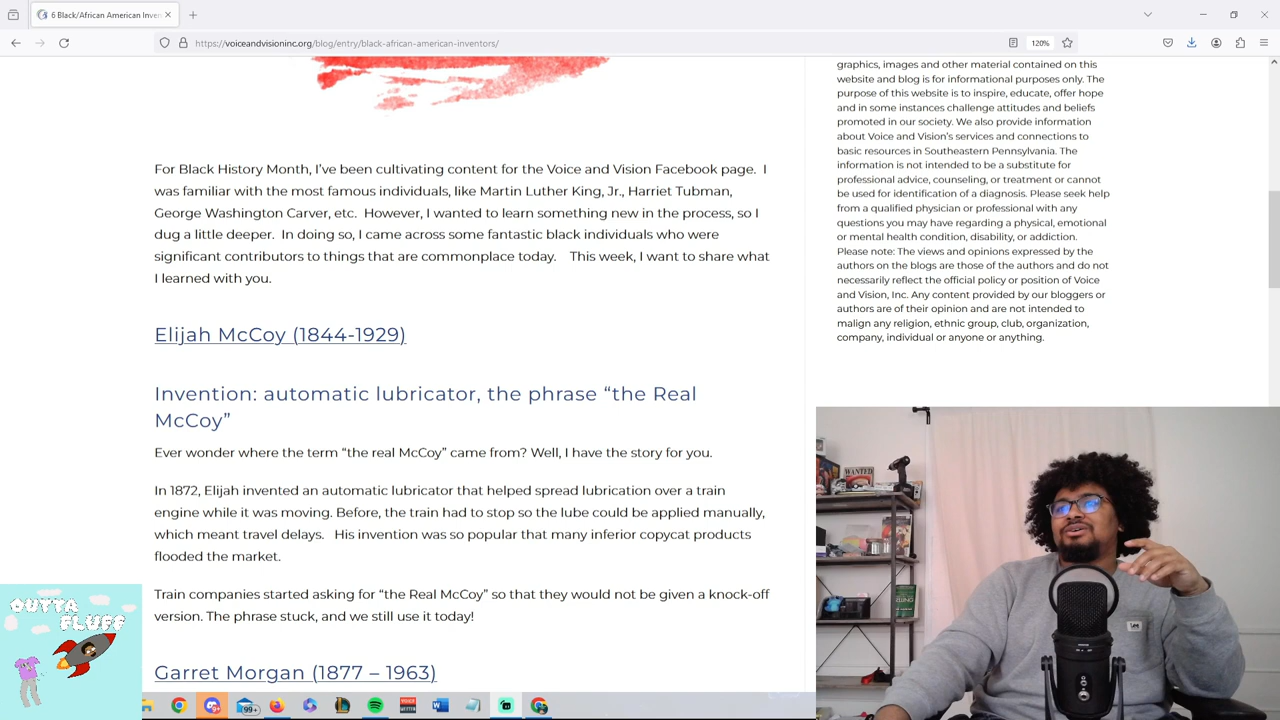 6 Black/African American Inven
https://voiceandvisioninc.org/blog/entry/black-african-american-inventors/
120%
For Black History Month, I've been cultivating content for the Voice and Vision Facebook page. I
was familiar with the most famous individuals, like Martin Luther King, Jr., Harriet Tubman,
George Washington Carver, etc. However, I wanted to learn something new in the process, so I
dug a little deeper. In doing so, I came across some fantastic black individuals who were
significant contributors to things that are commonplace today. This week, I want to share what
I learned with you.
Elijah McCoy (1844-1929)
Invention: automatic lubricator, the phrase “the Real
McCoy”
Ever wonder where the term “the real McCoy” came from? Well, I have the story for you.
In 1872, Elijah invented an automatic lubricator that helped spread lubrication over a train
engine while it was moving. Before, the train had to stop so the lube could be applied manually,
which meant travel delays. His invention was so popular that many inferior copycat products
flooded the market.
Train companies started asking for “the Real McCoy” so that they would not be given a knock-off
version. The phrase stuck, and we still use it today!
Garret Morgan (1877 – 1963)
graphics, images and other material contained on this
website and blog is for informational purposes only. The
purpose of this website is to inspire, educate, offer hope
and in some instances challenge attitudes and beliefs
promoted in our society. We also provide information
about Voice and Vision's services and connections to
basic resources in Southeastern Pennsylvania. The
information is not intended to be a substitute for
professional advice, counseling, or treatment or cannot
be used for identification of a diagnosis. Please seek help
from a qualified physician or professional with any
questions you may have regarding a physical, emotional
or mental health condition, disability, or addiction.
Please note: The views and opinions expressed by the
authors on the blogs are those of the authors and do not
necessarily reflect the official policy or position of Voice
and Vision, Inc. Any content provided by our bloggers or
authors are of their opinion and are not intended to
malign any religion, ethnic group, club, organization,
company, individual or anyone or anything.
WANTED
Lee
99+